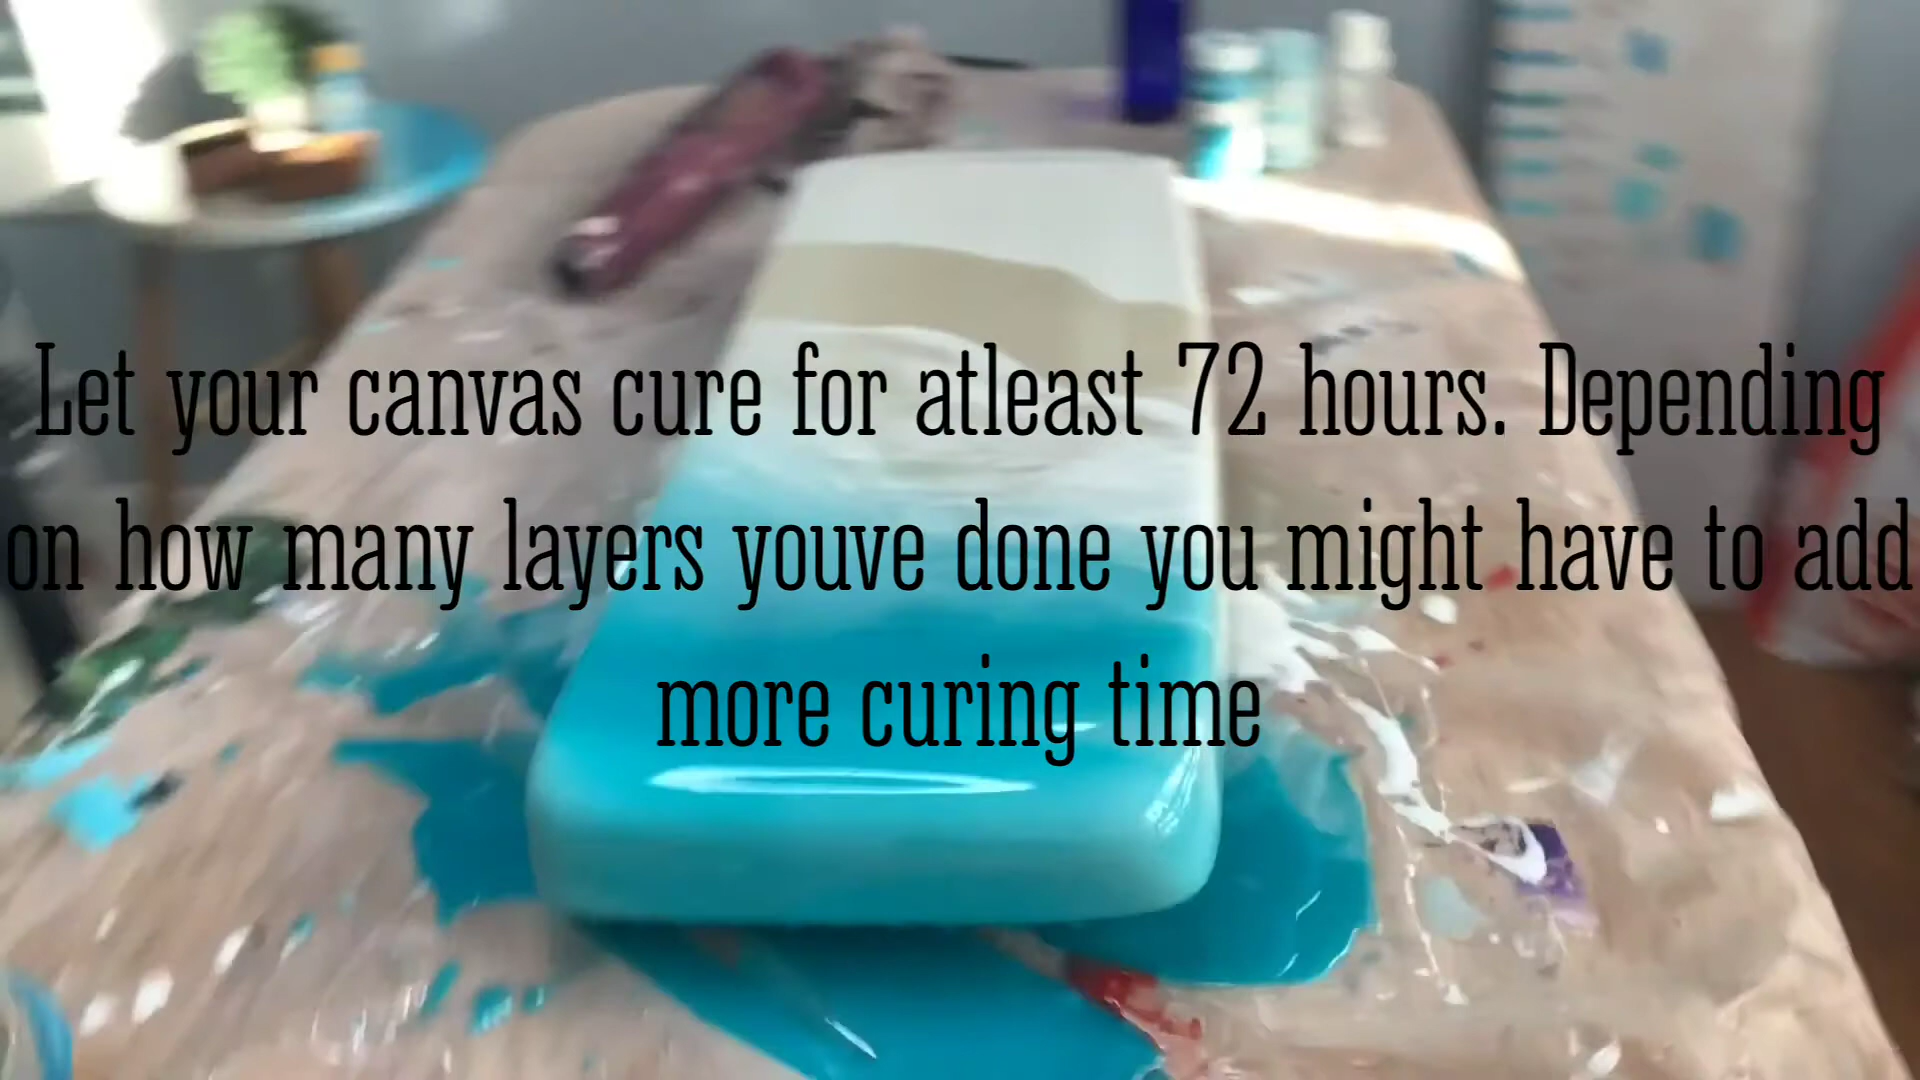 Let your canvas cure for atleast 72 hours. Depending
on how many layers youve done you might have to add
more curing time